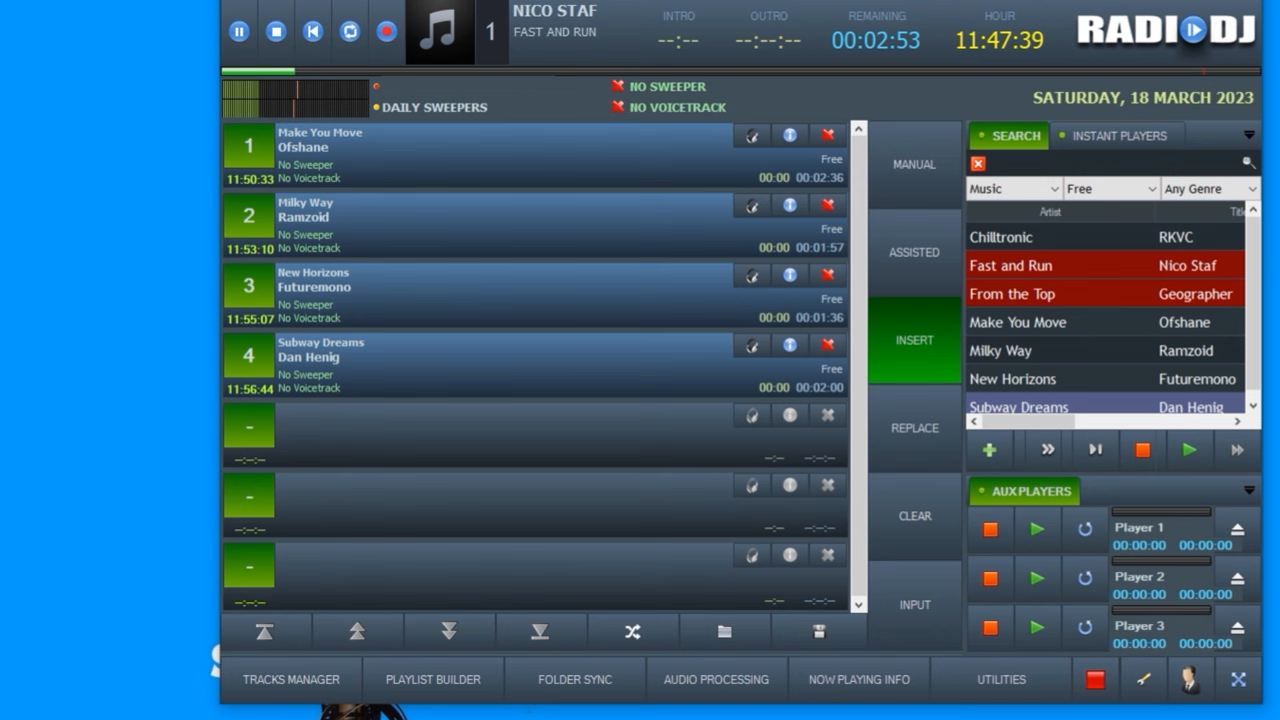 1
NICO STAF
FAST AND RUN
INTRO
--:--
OUTRO
--:--:--
REMAINING
00:02:53
HOUR
11:47:39
RADIO DJ
DAILY SWEEPERS
NO SWEEPER
NO VOICETRACK
SATURDAY, 18 MARCH 2023
1
Make You Move
Ofshane
No Sweeper
No Voicetrack
11:50:33
Free
00:00 00:02:36
2
Milky Way
Ramzoid
No Sweeper
No Voicetrack
11:53:10
Free
00:00 00:01:57
3
New Horizons
Futuremono
No Sweeper
No Voicetrack
11:55:07
Free
00:00 00:01:36
4
Subway Dreams
Dan Henig
No Sweeper
No Voicetrack
11:56:44
Free
00:00 00:02:00
-
--:--:--
--:-- --:--:--
-
--:--:--
--:-- --:--:--
-
--:--:--
--:-- --:--:--
MANUAL
ASSISTED
INSERT
REPLACE
CLEAR
INPUT
SEARCH INSTANT PLAYERS
Music Free Any Genre
Artist Title
Chilltronic RKVC
Fast and Run Nico Staf
From the Top Geographer
Make You Move Ofshane
Milky Way Ramzoid
New Horizons Futuremono
Subway Dreams Dan Henig
AUX PLAYERS
Player 1
00:00:00 00:00:00
Player 2
00:00:00 00:00:00
Player 3
00:00:00 00:00:00
TRACKS MANAGER PLAYLIST BUILDER FOLDER SYNC AUDIO PROCESSING NOW PLAYING INFO UTILITIES